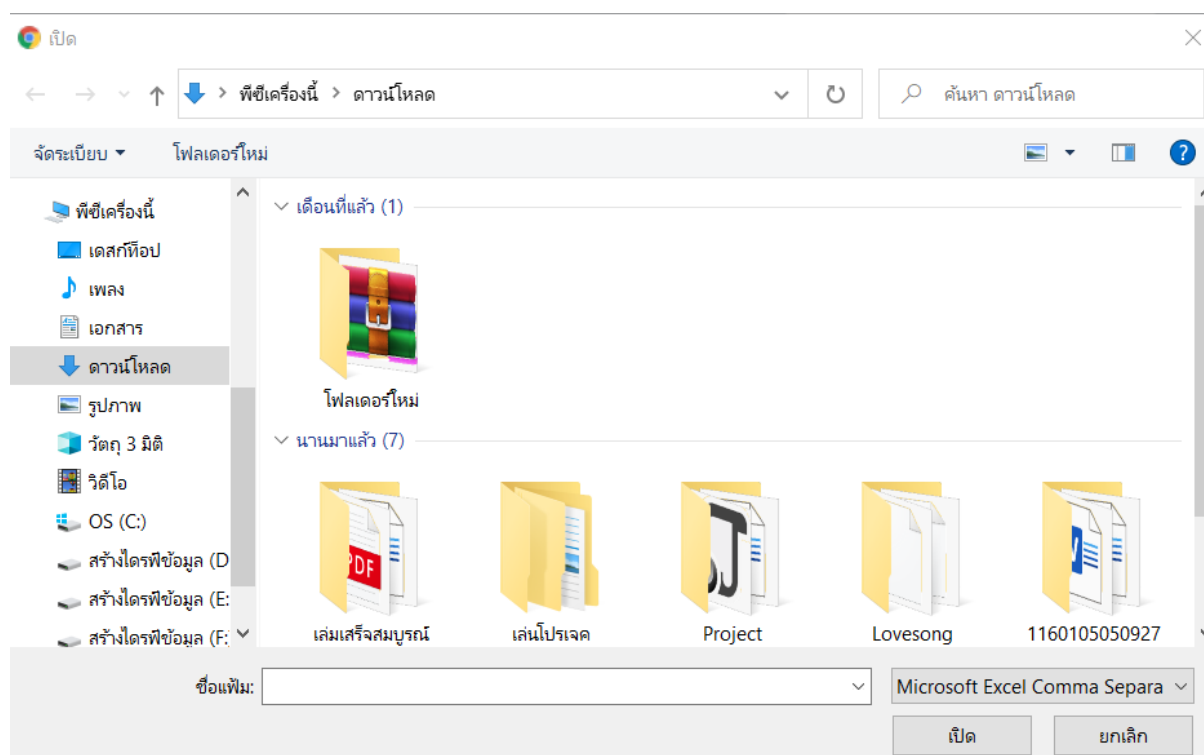 เปิด
พีซีเครื่องนี้ > ดาวน์โหลด
ค้นหา ดาวน์โหลด
จัดระเบียบ
โฟลเดอร์ใหม่
พีซีเครื่องนี้
เดสก์ท็อป
เพลง
เอกสาร
ดาวน์โหลด
รูปภาพ
วัตถุ 3 มิติ
วิดีโอ
OS (C:)
สร้างไดรฟ์ข้อมูล (D
สร้างไดรฟ์ข้อมูล (E:
สร้างไดรฟ์ข้อมูล (F:
เดือนที่แล้ว (1)
โฟลเดอร์ใหม่
นานมาแล้ว (7)
PDF
เล่มเสร็จสมบูรณ์
เล่นโปรเจค
Project
Lovesong
1160105050927
ชื่อแฟ้ม:
Microsoft Excel Comma Separa
เปิด
ยกเลิก